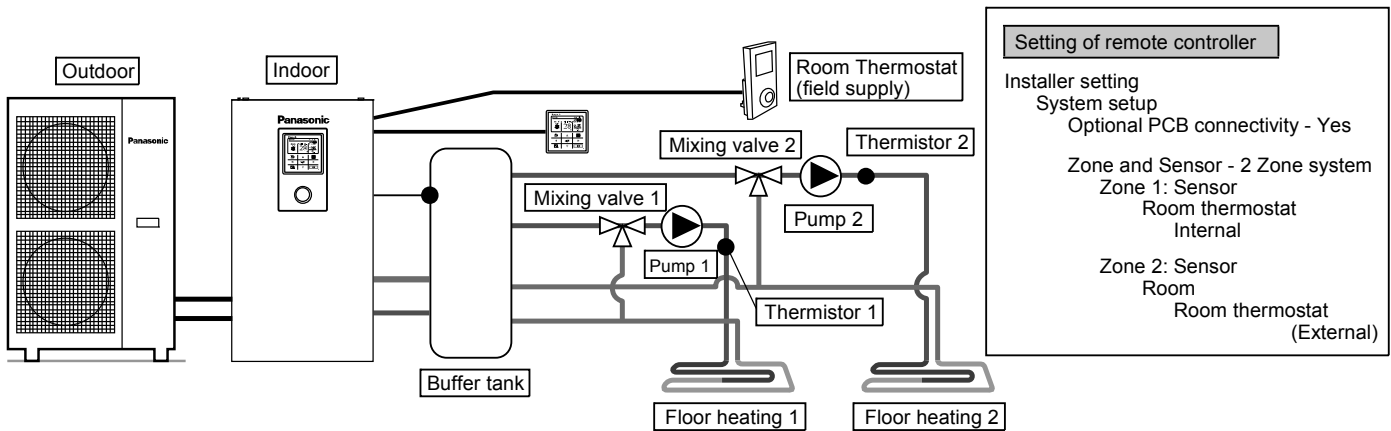 Outdoor
Indoor
Panasonic
Panasonic
Room Thermostat
(field supply)
Mixing valve 2
Thermistor 2
Mixing valve 1
Pump 2
Pump 1
Thermistor 1
Buffer tank
Floor heating 1
Floor heating 2
Setting of remote controller
Installer setting
System setup
Optional PCB connectivity - Yes
Zone and Sensor - 2 Zone system
Zone 1: Sensor
Room thermostat
Internal
Zone 2: Sensor
Room
Room thermostat
(External)